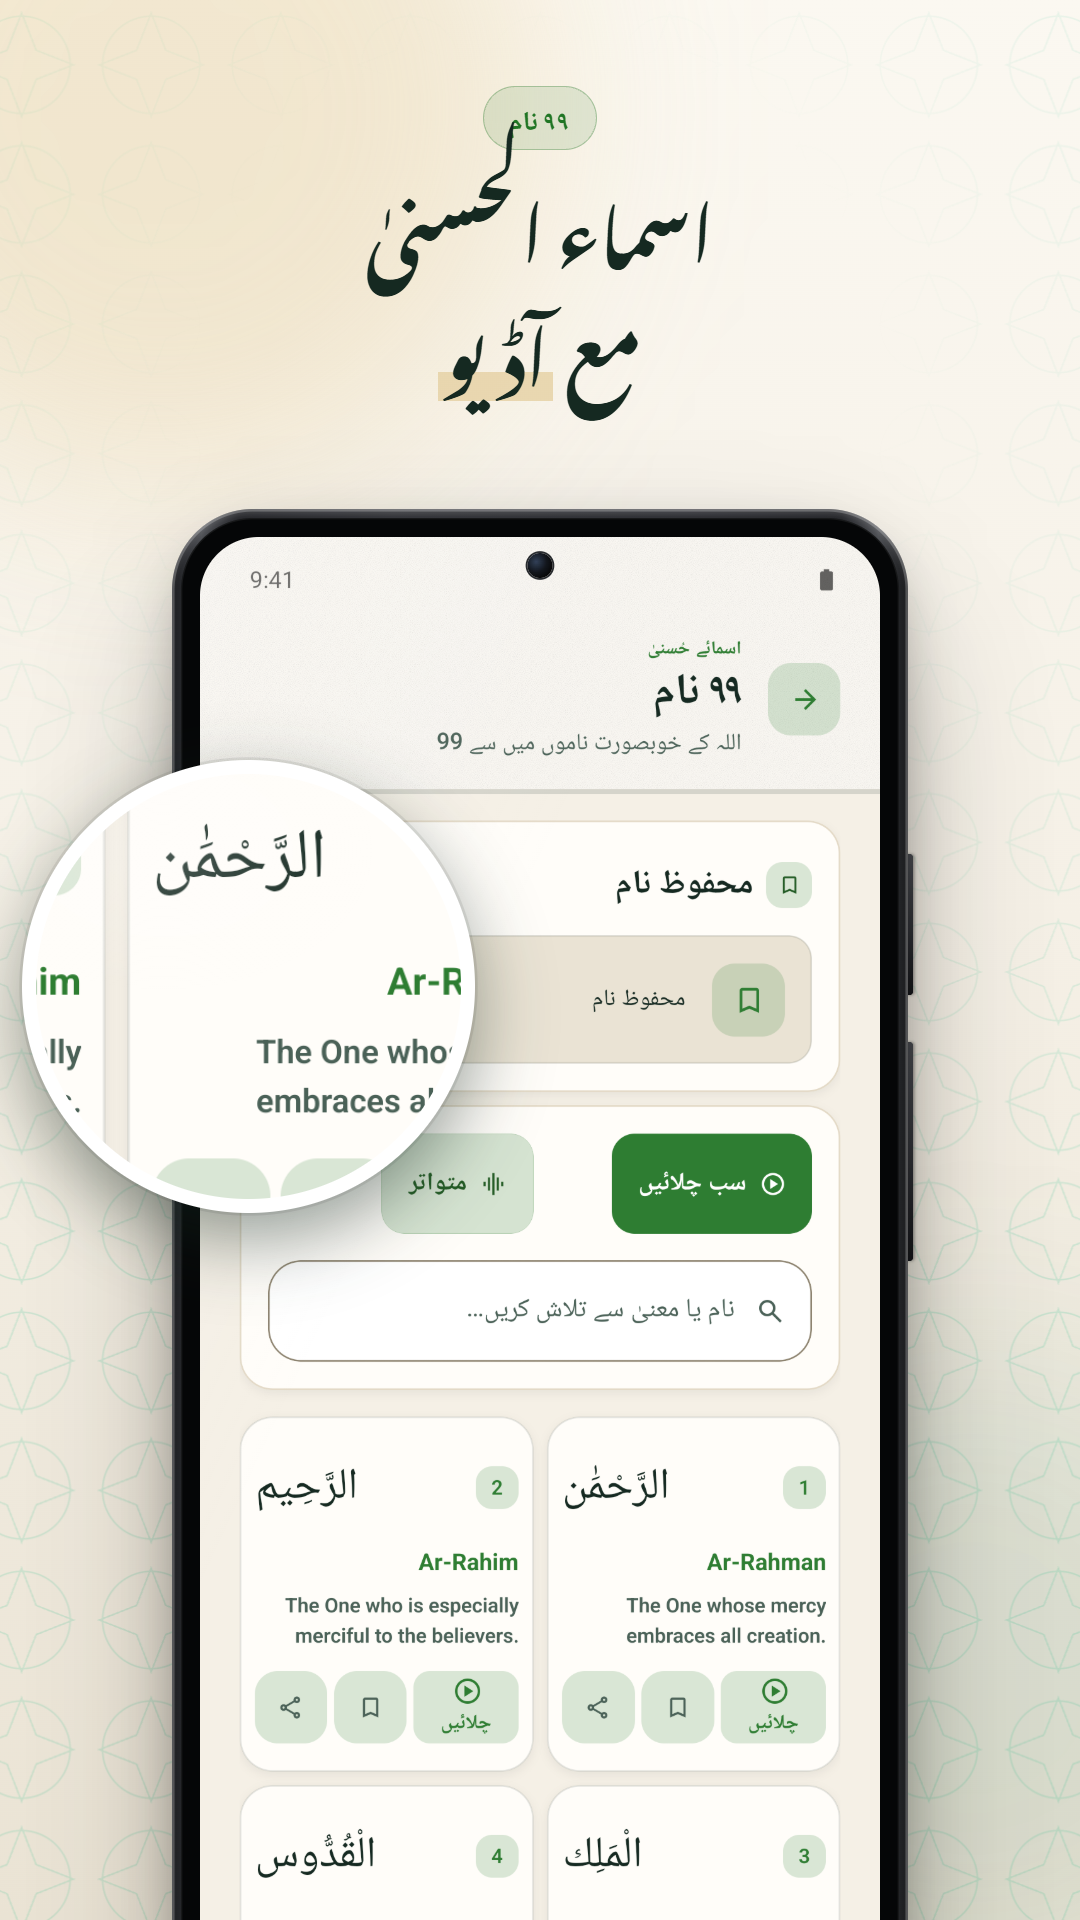 ۹۹ نام
اسماء الحسنیٰ
مع آڈیو
9:41
اسمائے حسنیٰ
۹۹ نام
اللہ کے خوبصورت ناموں میں سے 99
محفوظ نام
محفوظ نام
الرَّحْمَٰن
im
Ar-R
lly
The One whos
embraces al
سب چلائیں
متواتر
نام یا معنیٰ سے تلاش کریں...
1
الرَّحْمَٰن
Ar-Rahman
The One whose mercy
embraces all creation.
چلائیں
2
الرَّحِيم
Ar-Rahim
The One who is especially
merciful to the believers.
چلائیں
3
الْمَلِك
4
الْقُدُّوس